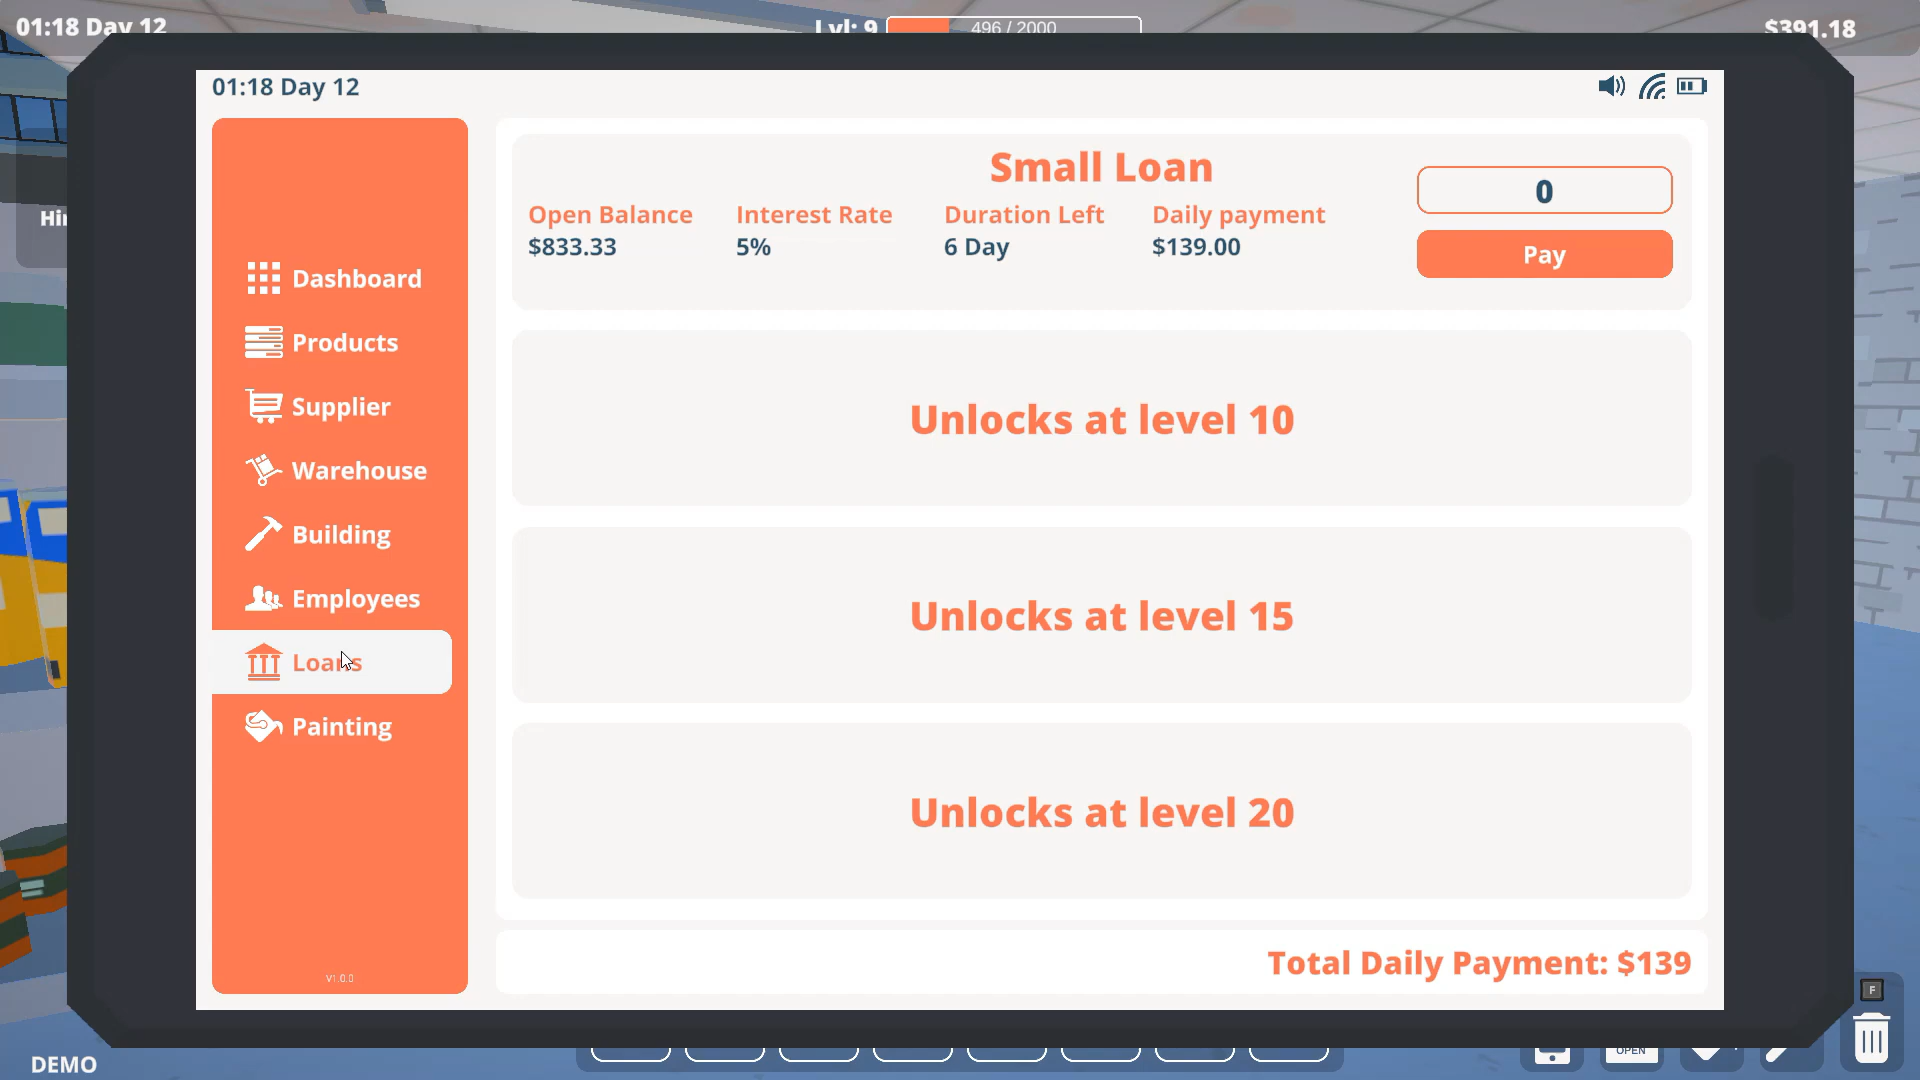 01:18 Day 12
Lvl: 9
496 / 2000
$391.18
01:18 Day 12
Dashboard
Products
Supplier
Warehouse
Building
Employees
Loans
Painting
V1.0.0
Small Loan
Open Balance
Interest Rate
Duration Left
Daily payment
$833.33
5%
6 Day
$139.00
0
Pay
Unlocks at level 10
Unlocks at level 15
Unlocks at level 20
Total Daily Payment: $139
F
OPEN
DEMO